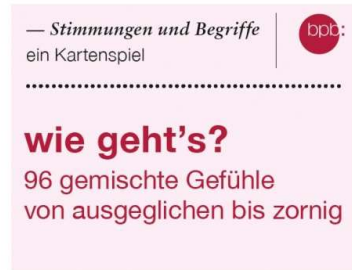 — Stimmungen und Begriffe
ein Kartenspiel
bpb:
wie geht's?
96 gemischte Gefühle
von ausgeglichen bis zornig